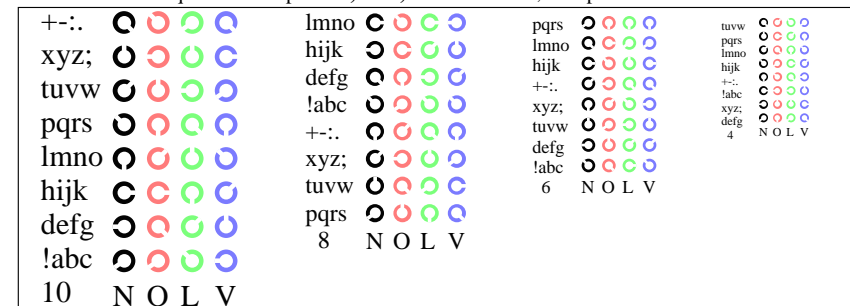 +-:.
xyz;
tuvw
pqrs
lmno
hijk
defg
!abc
10 N O L V
lmno
hijk
defg
!abc
+-:.
xyz;
tuvw
pqrs
8 N O L V
pqrs
lmno
hijk
+-:.
xyz;
tuvw
defg
!abc
6 N O L V
tuvw
pqrs
lmno
hijk
+-:.
!abc
xyz;
defg
4 N O L V